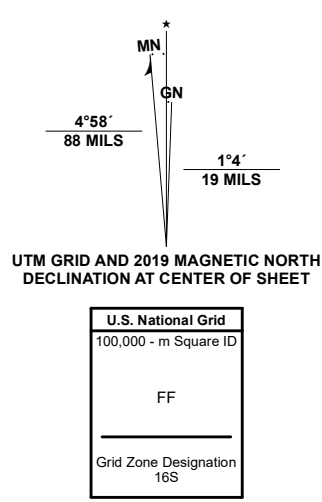 ★
MN
GN
4°58´
88 MILS
1°4´
19 MILS
UTM GRID AND 2019 MAGNETIC NORTH
DECLINATION AT CENTER OF SHEET
U.S. National Grid
100,000 - m Square ID
FF
Grid Zone Designation
16S